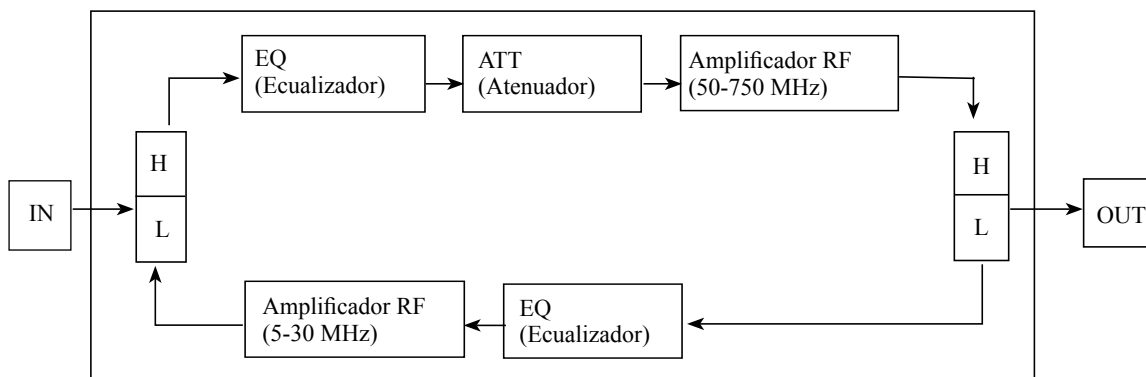 EQ
(Ecualizador)
ATT
(Atenuador)
Amplificador RF
(50-750 MHz)
H
L
H
L
IN
OUT
Amplificador RF
(5-30 MHz)
EQ
(Ecualizador)